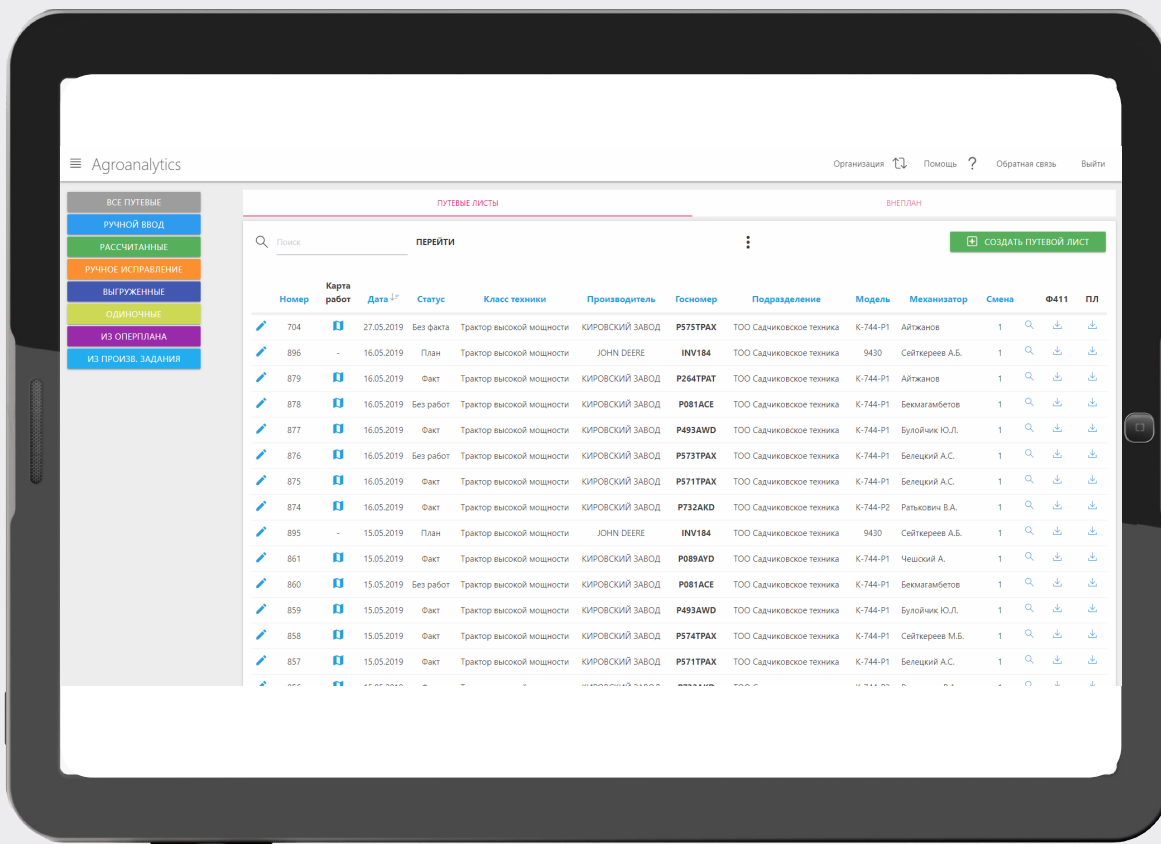 Agroanalytics Организация Помощь ? Обратная связь Выйти
ВСЕ ПУТЕВЫЕ
РУЧНОЙ ВВОД
РАССЧИТАННЫЕ
РУЧНОЕ ИСПРАВЛЕНИЕ
ВЫГРУЖЕННЫЕ
ОДИНОЧНЫЕ
ИЗ ОПЕРПЛАНА
ИЗ ПРОИЗВ. ЗАДАНИЯ
ПУТЕВЫЕ ЛИСТЫ ВНЕПЛАН
Поиск ПЕРЕЙТИ СОЗДАТЬ ПУТЕВОЙ ЛИСТ
Номер Карта работ Дата Статус Класс техники Производитель Госномер Подразделение Модель Механизатор Смена Ф411 ПЛ
704 27.05.2019 Без факта Трактор высокой мощности КИРОВСКИЙ ЗАВОД P575TPAX ТОО Садчиковское техника К-744-Р1 Айтжанов 1
896 - 16.05.2019 План Трактор высокой мощности JOHN DEERE INV184 ТОО Садчиковское техника 9430 Сейткереев А.Б. 1
879 16.05.2019 Факт Трактор высокой мощности КИРОВСКИЙ ЗАВОД P264TPAT ТОО Садчиковское техника К-744-Р1 Айтжанов 1
878 16.05.2019 Без работ Трактор высокой мощности КИРОВСКИЙ ЗАВОД P081ACE ТОО Садчиковское техника К-744-Р1 Бекмагамбетов 1
877 16.05.2019 Факт Трактор высокой мощности КИРОВСКИЙ ЗАВОД P493AWD ТОО Садчиковское техника К-744-Р1 Булойчик Ю.Л. 1
876 16.05.2019 Без работ Трактор высокой мощности КИРОВСКИЙ ЗАВОД P573TPAX ТОО Садчиковское техника К-744-Р1 Белецкий А.С. 1
875 16.05.2019 Факт Трактор высокой мощности КИРОВСКИЙ ЗАВОД P571TPAX ТОО Садчиковское техника К-744-Р1 Белецкий А.С. 1
874 16.05.2019 Факт Трактор высокой мощности КИРОВСКИЙ ЗАВОД P732AKD ТОО Садчиковское техника К-744-Р2 Ратькович В.А. 1
895 - 15.05.2019 План Трактор высокой мощности JOHN DEERE INV184 ТОО Садчиковское техника 9430 Сейткереев А.Б. 1
861 15.05.2019 Факт Трактор высокой мощности КИРОВСКИЙ ЗАВОД P089AYD ТОО Садчиковское техника К-744-Р1 Чешский А. 1
860 15.05.2019 Без работ Трактор высокой мощности КИРОВСКИЙ ЗАВОД P081ACE ТОО Садчиковское техника К-744-Р1 Бекмагамбетов 1
859 15.05.2019 Факт Трактор высокой мощности КИРОВСКИЙ ЗАВОД P493AWD ТОО Садчиковское техника К-744-Р1 Булойчик Ю.Л. 1
858 15.05.2019 Факт Трактор высокой мощности КИРОВСКИЙ ЗАВОД P574TPAX ТОО Садчиковское техника К-744-Р1 Сейткереев М.Б. 1
857 15.05.2019 Факт Трактор высокой мощности КИРОВСКИЙ ЗАВОД P571TPAX ТОО Садчиковское техника К-744-Р1 Белецкий А.С. 1